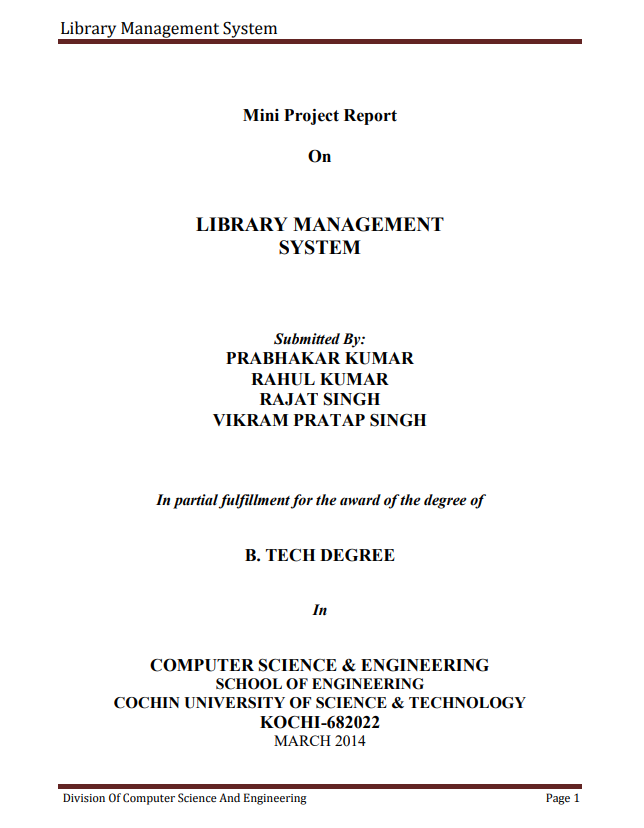 Library Management System
Mini Project Report
On
LIBRARY MANAGEMENT
SYSTEM
Submitted By:
PRABHAKAR KUMAR
RAHUL KUMAR
RAJAT SINGH
VIKRAM PRATAP SINGH
In partial fulfillment for the award of the degree of
B. TECH DEGREE
In
COMPUTER SCIENCE & ENGINEERING
SCHOOL OF ENGINEERING
COCHIN UNIVERSITY OF SCIENCE & TECHNOLOGY
KOCHI-682022
MARCH 2014
Division Of Computer Science And Engineering Page 1